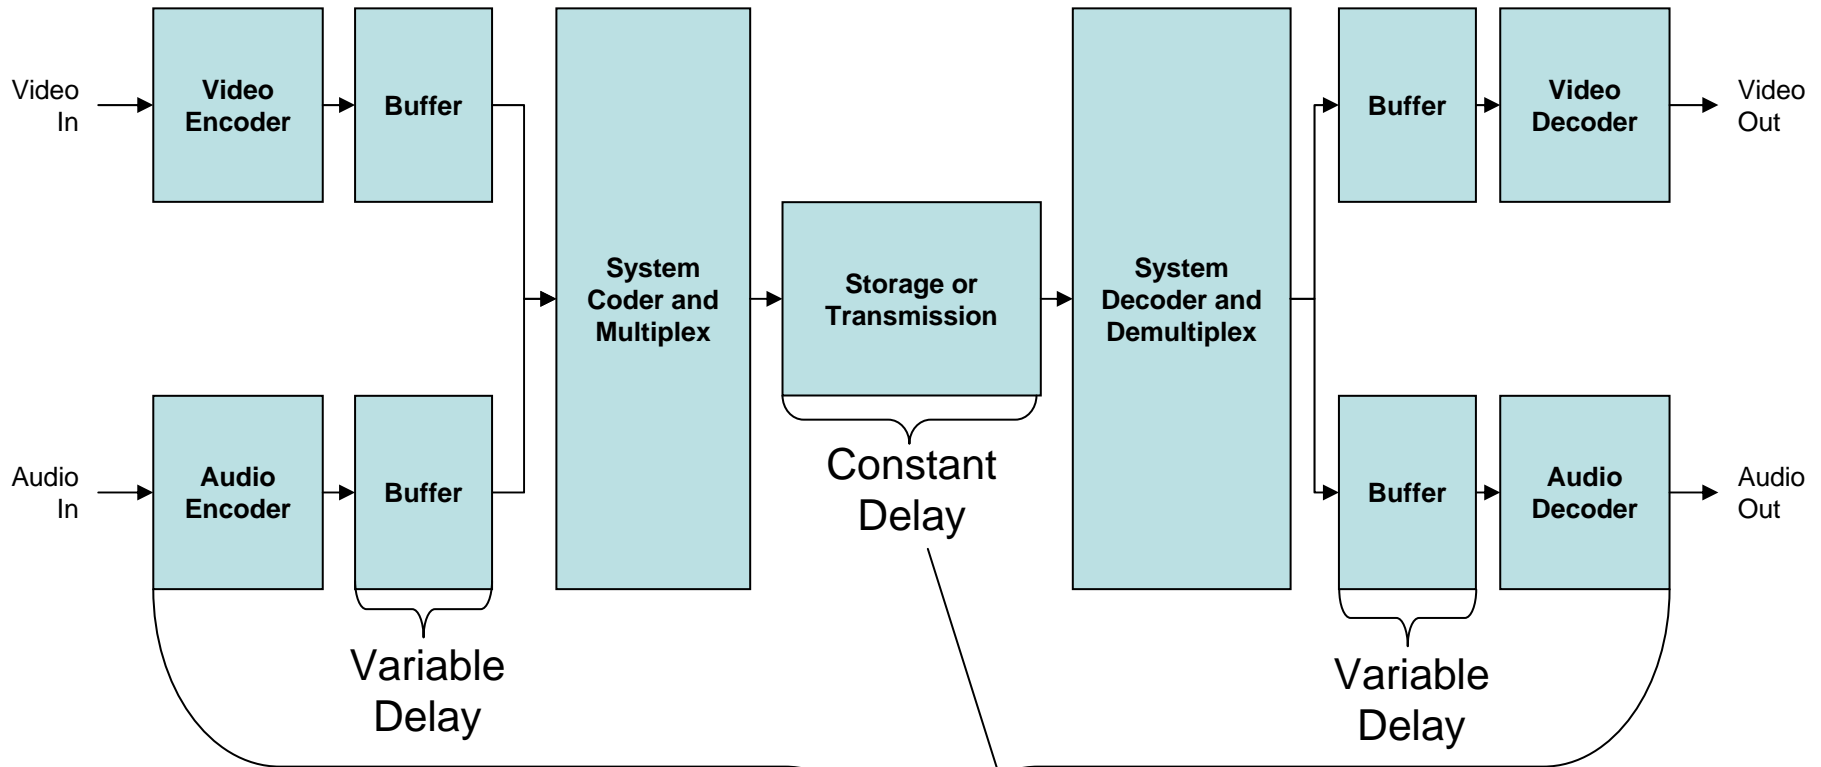 Video
In
Video
Encoder
Buffer
System
Coder and
Multiplex
Storage or
Transmission
System
Decoder and
Demultiplex
Buffer
Video
Decoder
Video
Out
Audio
In
Audio
Encoder
Buffer
Constant
Delay
Buffer
Audio
Decoder
Audio
Out
Variable
Delay
Variable
Delay